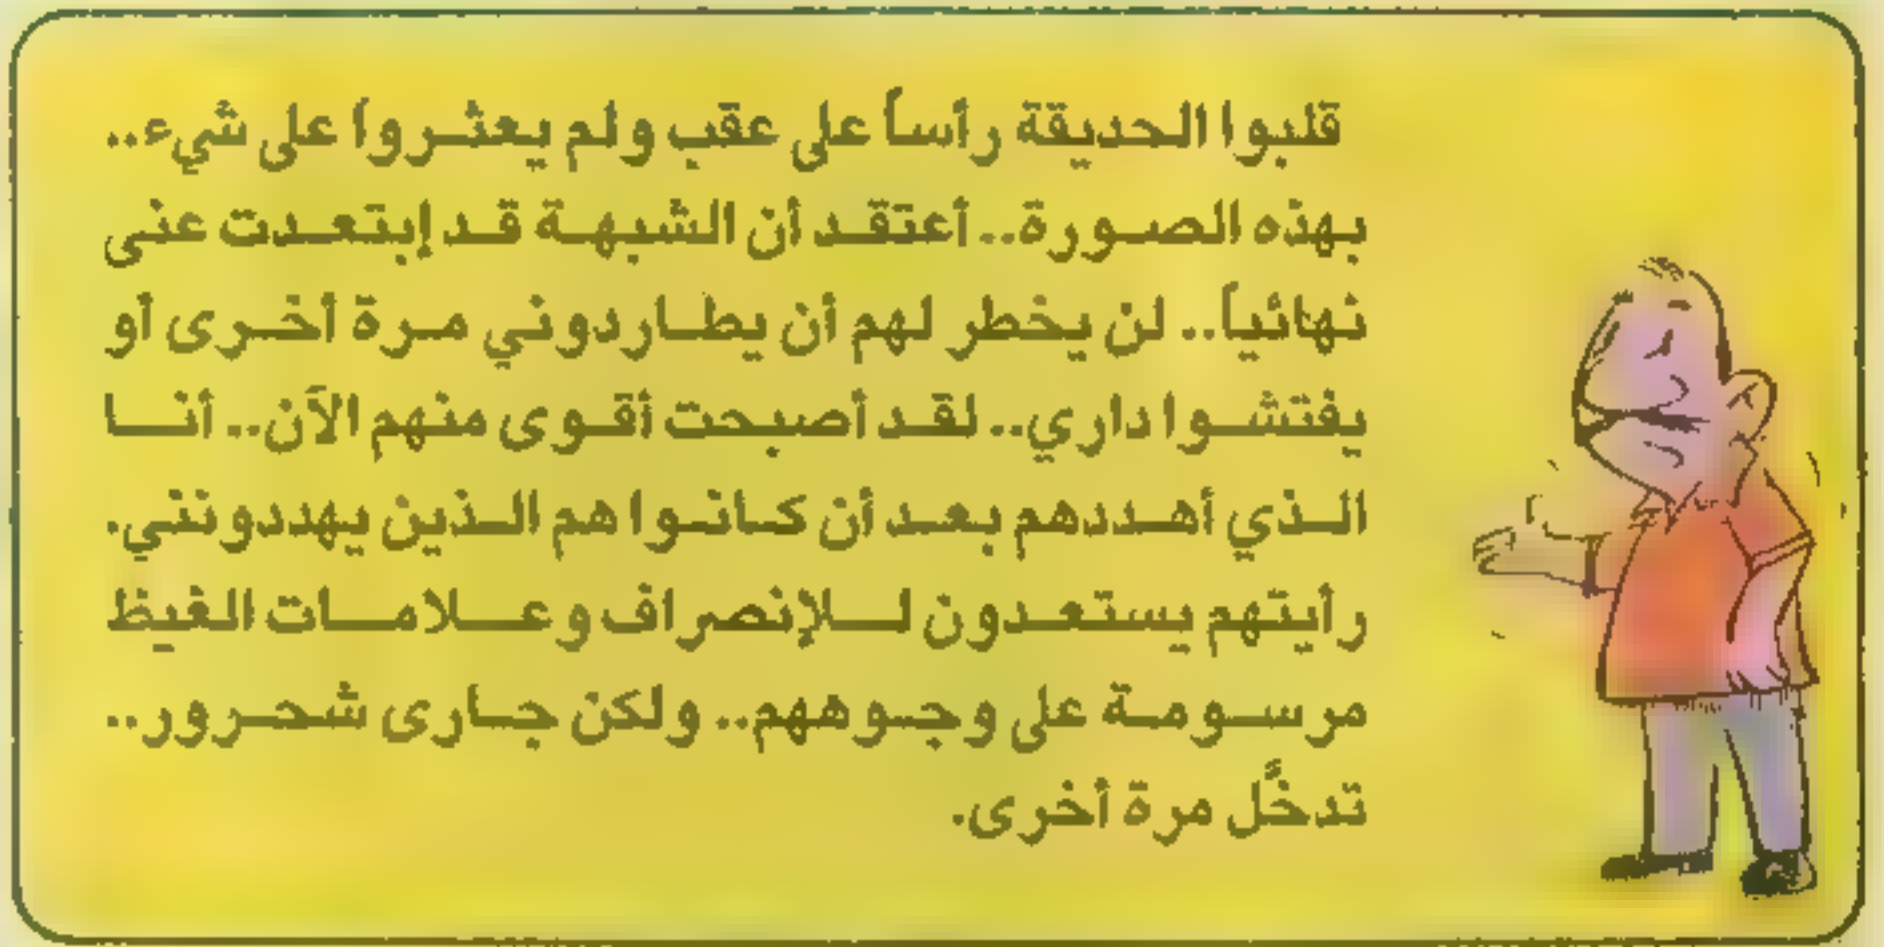 قلبوا الحديقة رأساً على عقب ولم يعثروا على شيء..
بهذه الصورة.. أعتقد أن الشبهة قد إبتعدت عنى
نهائياً.. لن يخطر لهم أن يطاردوني مرة أخرى أو
يفتشوا داري.. لقد أصبحت أقوى منهم الآن.. أنا
الذي أهددهم بعد أن كانوا هم الذين يهددونني.
رأيتهم يستعدون للإنصراف وعلامات الغيظ
مرسومة على وجوههم.. ولكن جارى شحرور..
تدخَّل مرة أخرى.